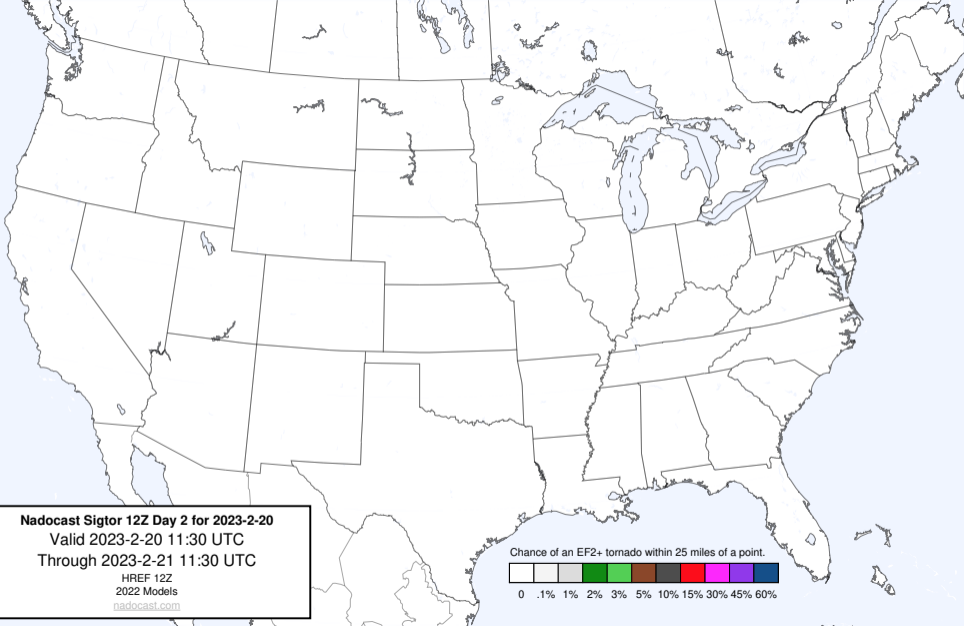 Nadocast Sigtor 12Z Day 2 for 2023-2-20
Valid 2023-2-20 11:30 UTC
Through 2023-2-21 11:30 UTC
HREF 12Z
2022 Models
nadocast.com
Chance of an EF2+ tornado within 25 miles of a point.
0 .1% 1% 2% 3% 5% 10% 15% 30% 45% 60%